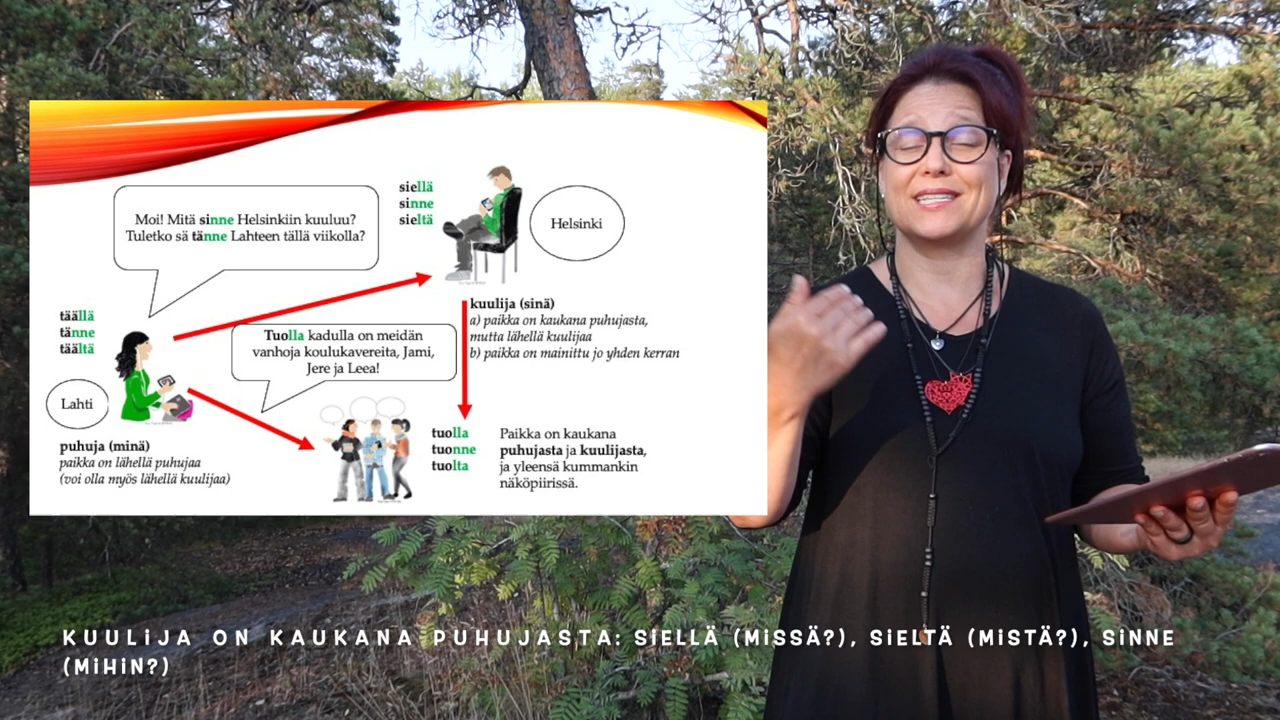 Moi! Mitä sinne Helsinkiin kuuluu?
Tuletko sä tänne Lahteen tällä viikolla?
siellä
sinne
sieltä
Helsinki
täällä
tänne
täältä
Lahti
puhuja (minä)
paikka on lähellä puhujaa
(voi olla myös lähellä kuulijaa)
kuulija (sinä)
a) paikka on kaukana puhujasta,
mutta lähellä kuulijaa
b) paikka on mainittu jo yhden kerran
Tuolla kadulla on meidän
vanhoja koulukavereita, Jami,
Jere ja Leea!
tuolla
tuonne
tuolta
Paikka on kaukana
puhujasta ja kuulijasta,
ja yleensä kummankin
näköpiirissä.
KUULIJA ON KAUKANA PUHUJASTA: SIELLÄ (MISSÄ?), SIELTÄ (MISTÄ?), SINNE
(MIHIN?)